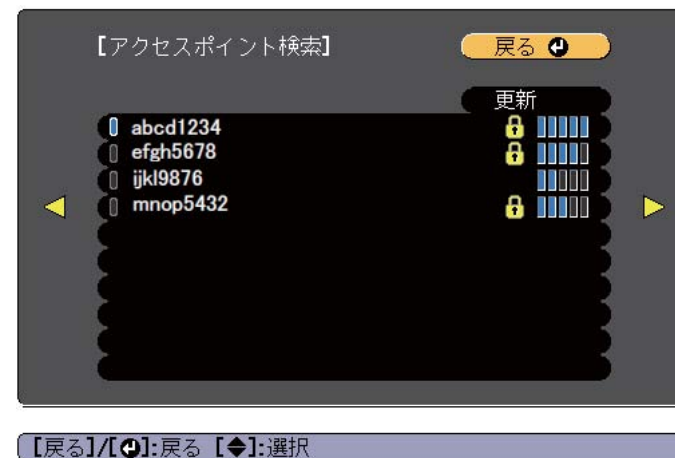 【アクセスポイント検索】
戻る
更新
abcd1234
efgh5678
ijkl9876
mnop5432
【戻る】/【】:戻る 【◆】:選択